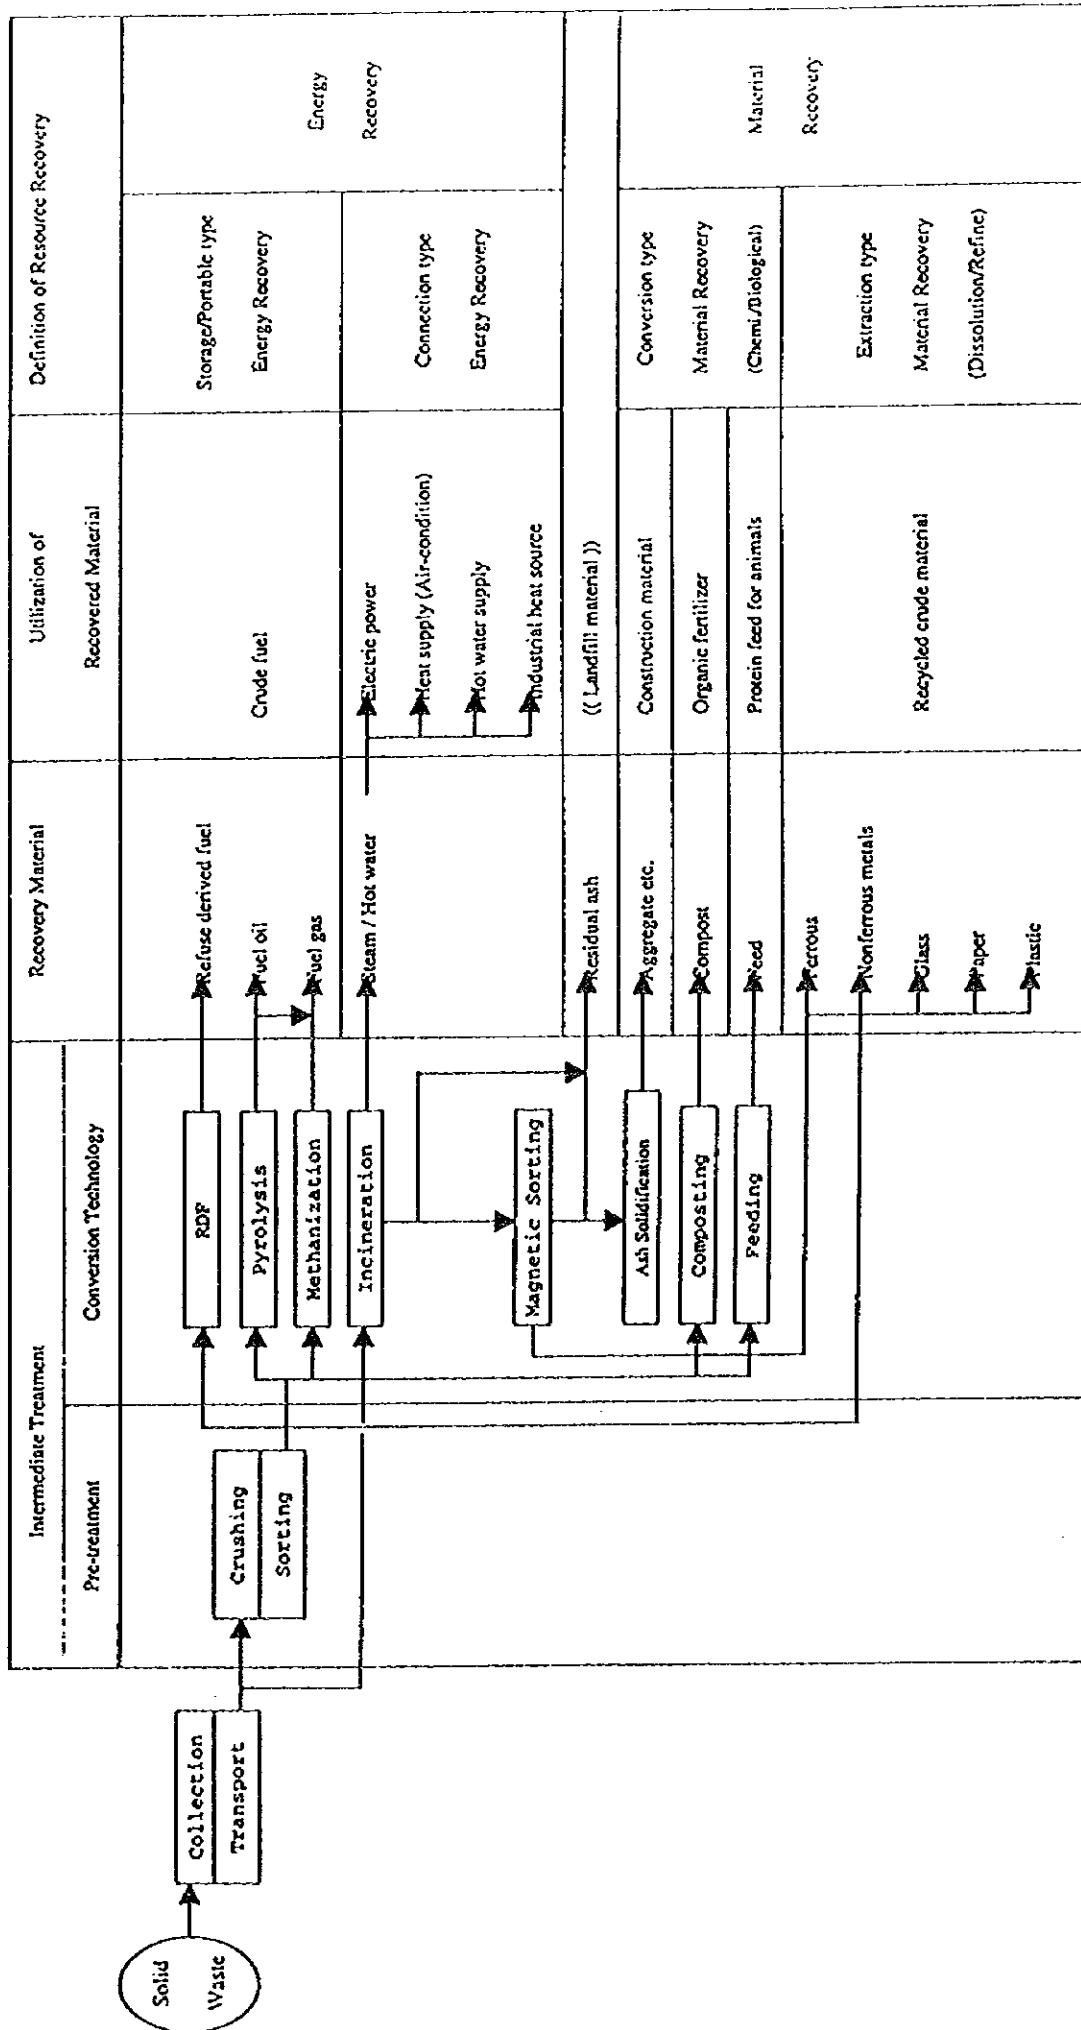 Solid
Waste
Collection
Transport
Intermediate Treatment
Pre-treatment
Conversion Technology
Recovery Material
Utilization of
Recovered Material
Definition of Resource Recovery
Crushing
Sorting
RDF
Pyrolysis
Methanization
Incineration
Magnetic Sorting
Ash Solidification
Composting
Feeding
Refuse derived fuel
Fuel oil
Fuel gas
Steam / Hot water
Residual ash
Aggregate etc.
Compost
Feed
Ferrous
Nonferrous metals
Glass
Paper
Plastic
Crude fuel
Electric power
Heat supply (Air-condition)
Hot water supply
Industrial heat source
(( Landfill material ))
Construction material
Organic fertilizer
Protein feed for animals
Recycled crude material
Storage/Portable type
Energy Recovery
Connection type
Energy Recovery
Conversion type
Material Recovery
(Chemi./Biological)
Extraction type
Material Recovery
(Dissolution/Refine)
Energy
Recovery
Material
Recovery